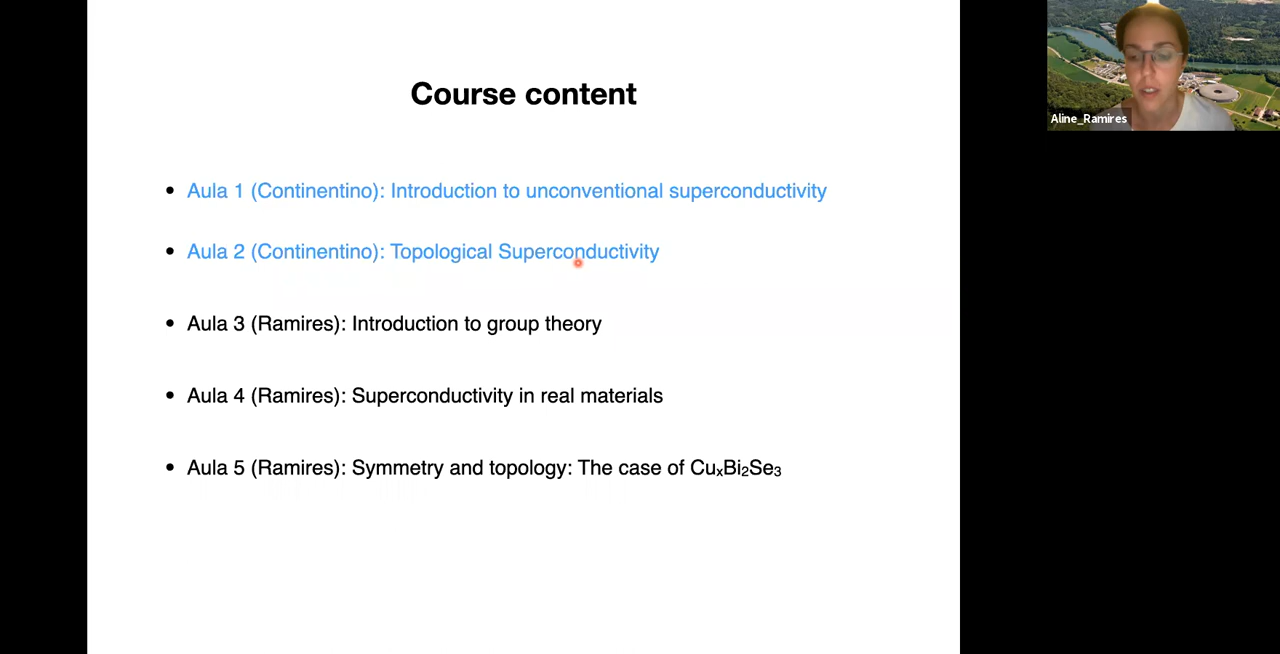 Course content
• Aula 1 (Continentino): Introduction to unconventional superconductivity
• Aula 2 (Continentino): Topological Superconductivity
• Aula 3 (Ramires): Introduction to group theory
• Aula 4 (Ramires): Superconductivity in real materials
• Aula 5 (Ramires): Symmetry and topology: The case of CuₓBi₂Se₃
Aline_Ramires